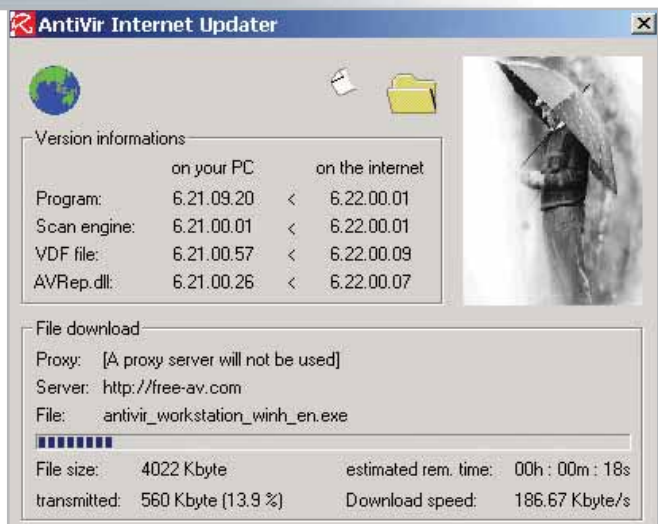 AntiVir Internet Updater
Version informations
on your PC on the internet
Program: 6.21.09.20 < 6.22.00.01
Scan engine: 6.21.00.01 < 6.22.00.01
VDF file: 6.21.00.57 < 6.22.00.09
AVRep.dll: 6.21.00.26 < 6.22.00.07
File download
Proxy: [A proxy server will not be used]
Server: http://free-av.com
File: antivir_workstation_winh_en.exe
File size: 4022 Kbyte estimated rem. time: 00h : 00m : 18s
transmitted: 560 Kbyte (13.9 %) Download speed: 186.67 Kbyte/s